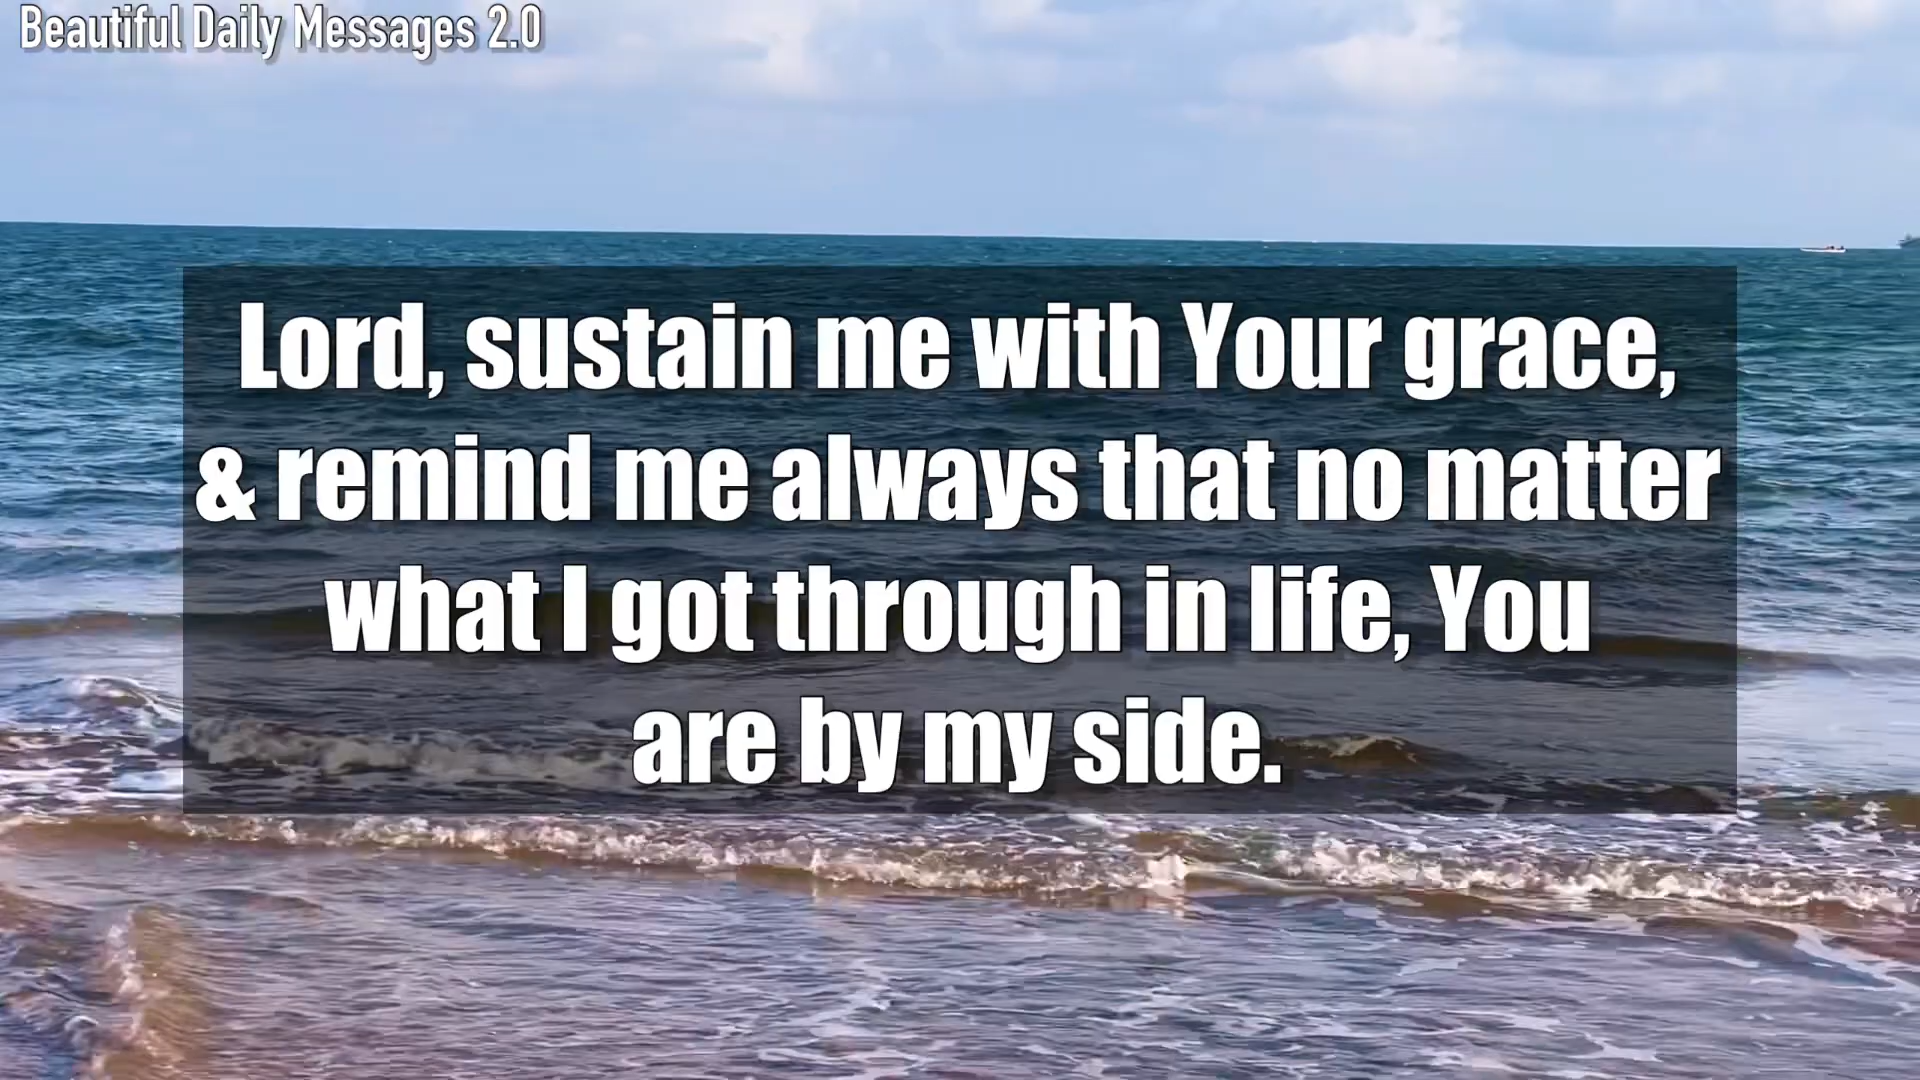 Beautiful Daily Messages 2.0
Lord, sustain me with Your grace,
& remind me always that no matter
what I got through in life, You
are by my side.